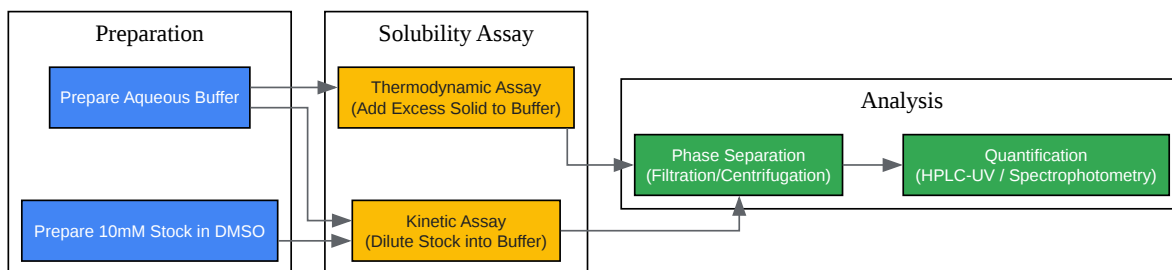 Preparation
Prepare Aqueous Buffer
Prepare 10mM Stock in DMSO
Solubility Assay
Thermodynamic Assay
(Add Excess Solid to Buffer)
Kinetic Assay
(Dilute Stock into Buffer)
Analysis
Phase Separation
(Filtration/Centrifugation)
Quantification
(HPLC-UV / Spectrophotometry)